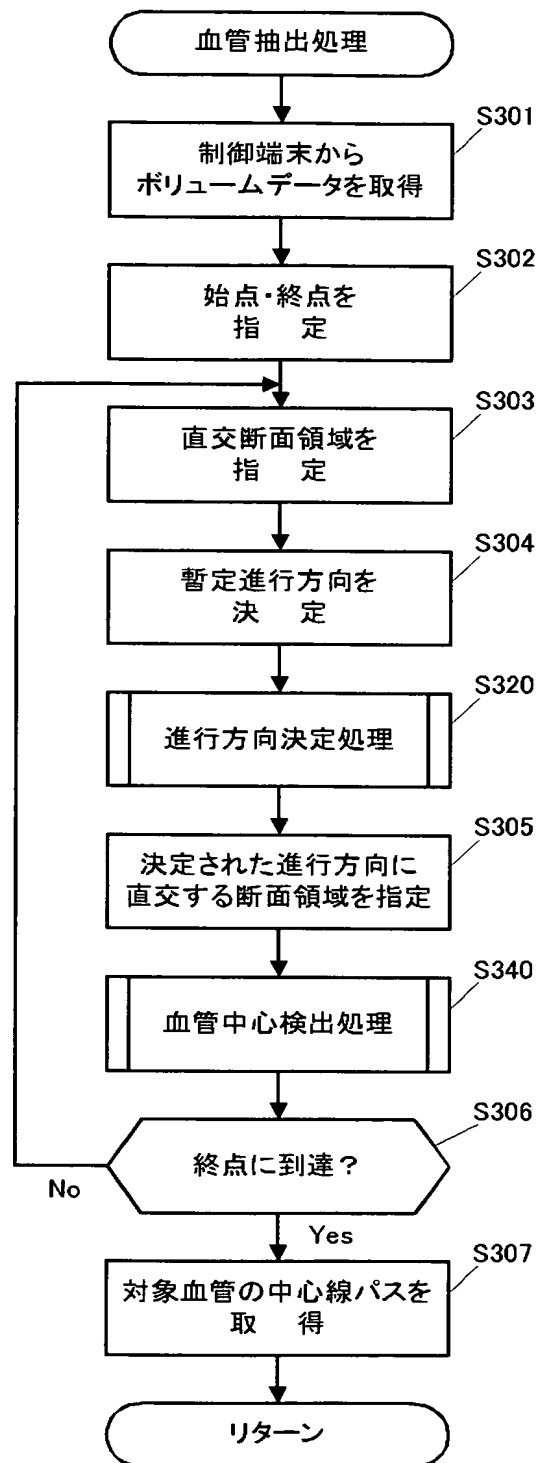 血管抽出処理
S301
制御端末から
ボリュームデータを取得
S302
始点・終点を
指 定
S303
直交断面領域を
指 定
S304
暫定進行方向を
決 定
S320
進行方向決定処理
S305
決定された進行方向に
直交する断面領域を指定
S340
血管中心検出処理
S306
終点に到達?
No
Yes
S307
対象血管の中心線パスを
取 得
リターン